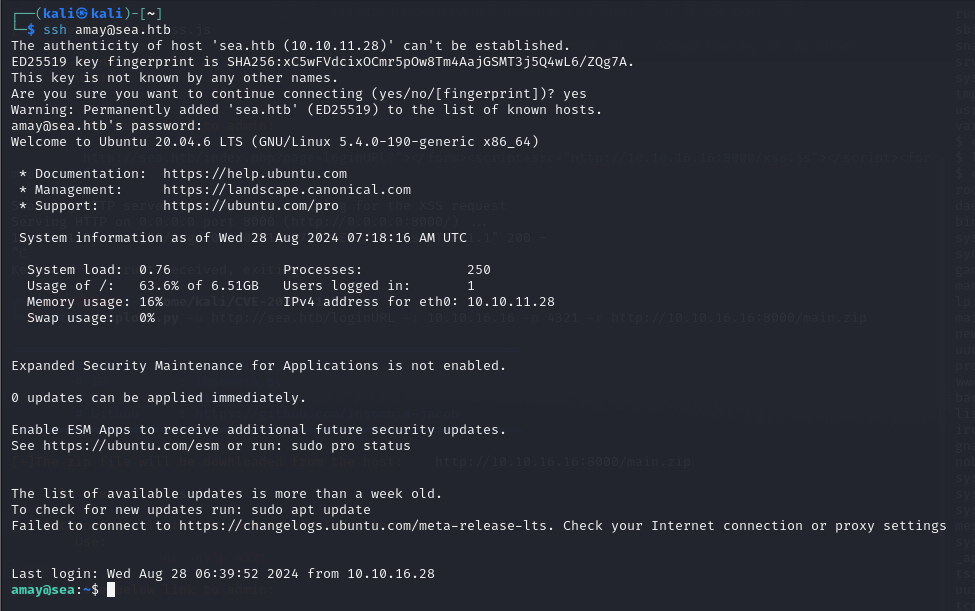 ┌──(kali㉿kali)-[~]
└─$ ssh amay@sea.htb
The authenticity of host 'sea.htb (10.10.11.28)' can't be established.
ED25519 key fingerprint is SHA256:xC5wFVdcixOCmr5pOw8Tm4AajGSMT3j5Q4wL6/ZQg7A.
This key is not known by any other names.
Are you sure you want to continue connecting (yes/no/[fingerprint])? yes
Warning: Permanently added 'sea.htb' (ED25519) to the list of known hosts.
amay@sea.htb's password:
Welcome to Ubuntu 20.04.6 LTS (GNU/Linux 5.4.0-190-generic x86_64)
* Documentation:  https://help.ubuntu.com
* Management:     https://landscape.canonical.com
* Support:        https://ubuntu.com/pro
System information as of Wed 28 Aug 2024 07:18:16 AM UTC
System load:  0.76               Processes:             250
Usage of /:   63.6% of 6.51GB   Users logged in:       1
Memory usage: 16%               IPv4 address for eth0: 10.10.11.28
Swap usage:   0%
Expanded Security Maintenance for Applications is not enabled.
0 updates can be applied immediately.
Enable ESM Apps to receive additional future security updates.
See https://ubuntu.com/esm or run: sudo pro status
The list of available updates is more than a week old.
To check for new updates run: sudo apt update
Failed to connect to https://changelogs.ubuntu.com/meta-release-lts. Check your Internet connection or proxy settings
Last login: Wed Aug 28 06:39:52 2024 from 10.10.16.28
amay@sea:~$